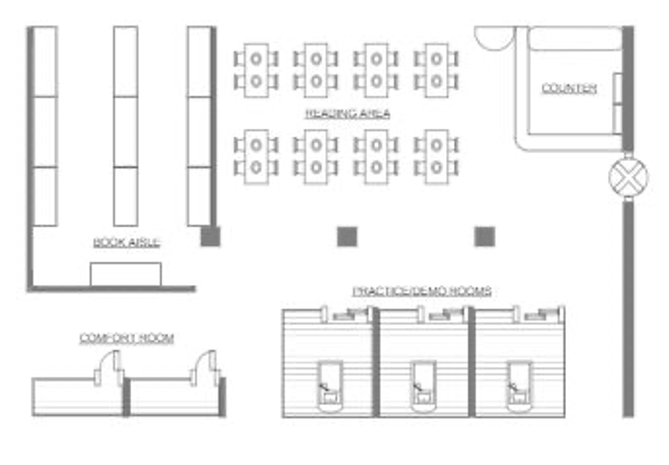 READING AREA
COUNTER
BOOK AISLE
PRACTICE/DEMO ROOMS
COMFORT ROOM